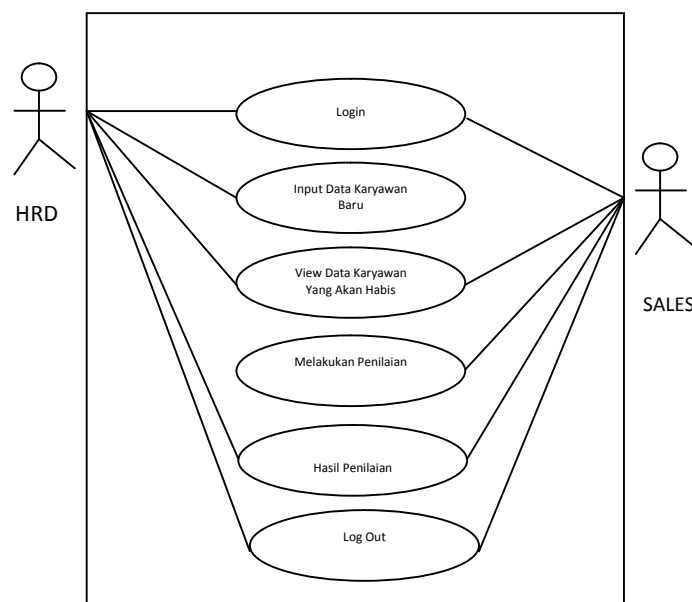 Login
HRD
Input Data Karyawan
Baru
View Data Karyawan
Yang Akan Habis
SALES
Melakukan Penilaian
Hasil Penilaian
Log Out